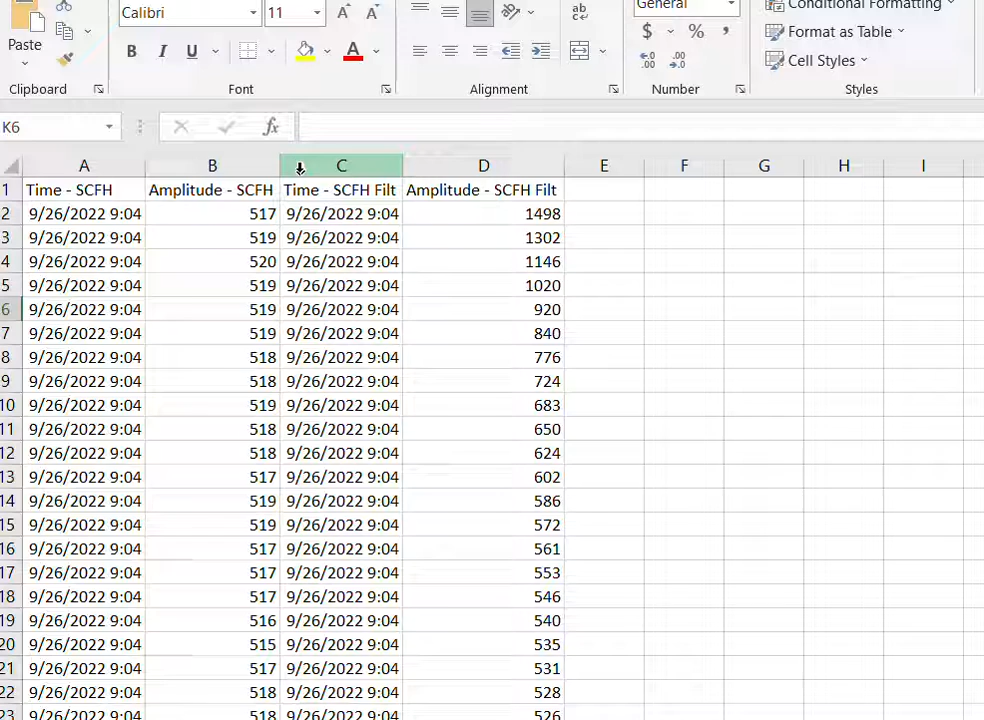 Calibri 11 General Conditional Formatting
Paste ab Format as Table
B I U A $ % , Cell Styles
Clipboard Font Alignment Number Styles
K6 fx
A B C D E F G H I
1 Time - SCFH Amplitude - SCFH Time - SCFH Filt Amplitude - SCFH Filt
2 9/26/2022 9:04 517 9/26/2022 9:04 1498
3 9/26/2022 9:04 519 9/26/2022 9:04 1302
4 9/26/2022 9:04 520 9/26/2022 9:04 1146
5 9/26/2022 9:04 519 9/26/2022 9:04 1020
6 9/26/2022 9:04 519 9/26/2022 9:04 920
7 9/26/2022 9:04 519 9/26/2022 9:04 840
8 9/26/2022 9:04 518 9/26/2022 9:04 776
9 9/26/2022 9:04 518 9/26/2022 9:04 724
10 9/26/2022 9:04 519 9/26/2022 9:04 683
11 9/26/2022 9:04 518 9/26/2022 9:04 650
12 9/26/2022 9:04 518 9/26/2022 9:04 624
13 9/26/2022 9:04 517 9/26/2022 9:04 602
14 9/26/2022 9:04 519 9/26/2022 9:04 586
15 9/26/2022 9:04 519 9/26/2022 9:04 572
16 9/26/2022 9:04 517 9/26/2022 9:04 561
17 9/26/2022 9:04 517 9/26/2022 9:04 553
18 9/26/2022 9:04 517 9/26/2022 9:04 546
19 9/26/2022 9:04 516 9/26/2022 9:04 540
20 9/26/2022 9:04 515 9/26/2022 9:04 535
21 9/26/2022 9:04 517 9/26/2022 9:04 531
22 9/26/2022 9:04 518 9/26/2022 9:04 528
23 9/26/2022 9:04 518 9/26/2022 9:04 526